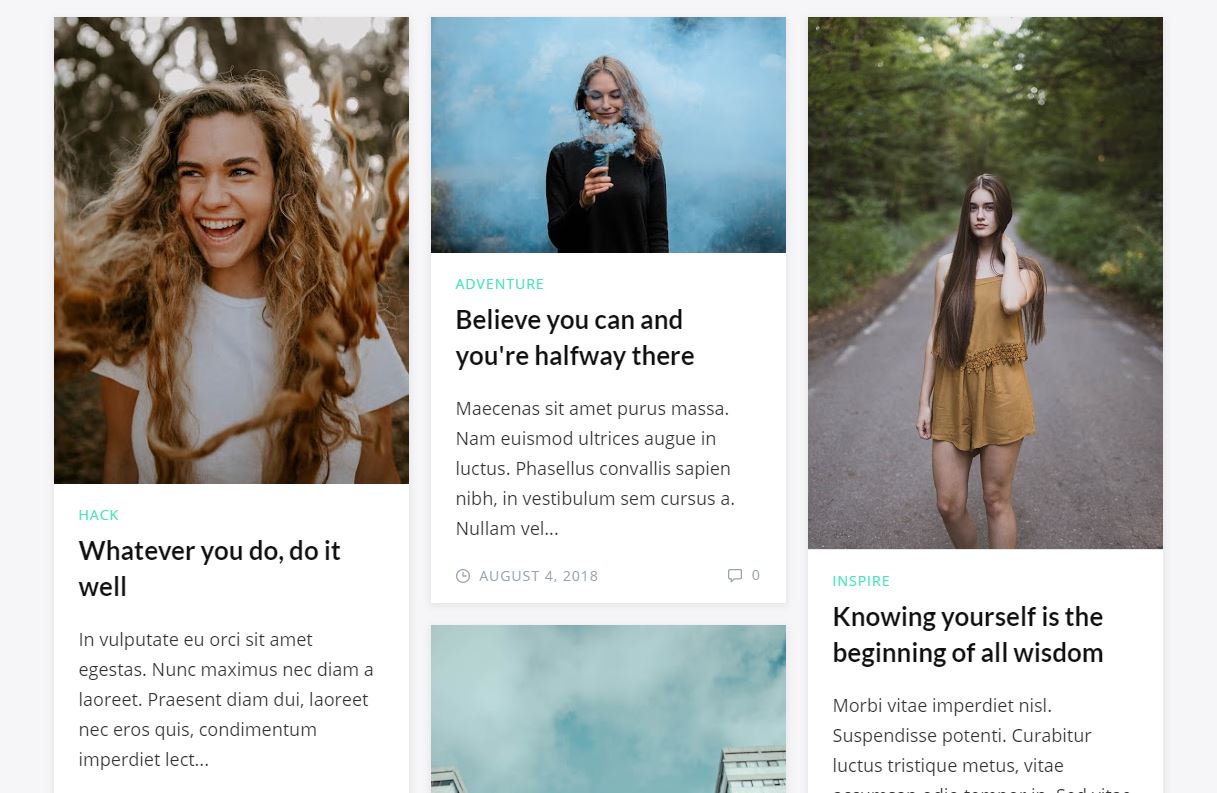 HACK
Whatever you do, do it
well
In vulputate eu orci sit amet
egestas. Nunc maximus nec diam a
laoreet. Praesent diam dui, laoreet
nec eros quis, condimentum
imperdiet lect...
ADVENTURE
Believe you can and
you're halfway there
Maecenas sit amet purus massa.
Nam euismod ultrices augue in
luctus. Phasellus convallis sapien
nibh, in vestibulum sem cursus a.
Nullam vel...
AUGUST 4, 2018 0
INSPIRE
Knowing yourself is the
beginning of all wisdom
Morbi vitae imperdiet nisl.
Suspendisse potenti. Curabitur
luctus tristique metus, vitae